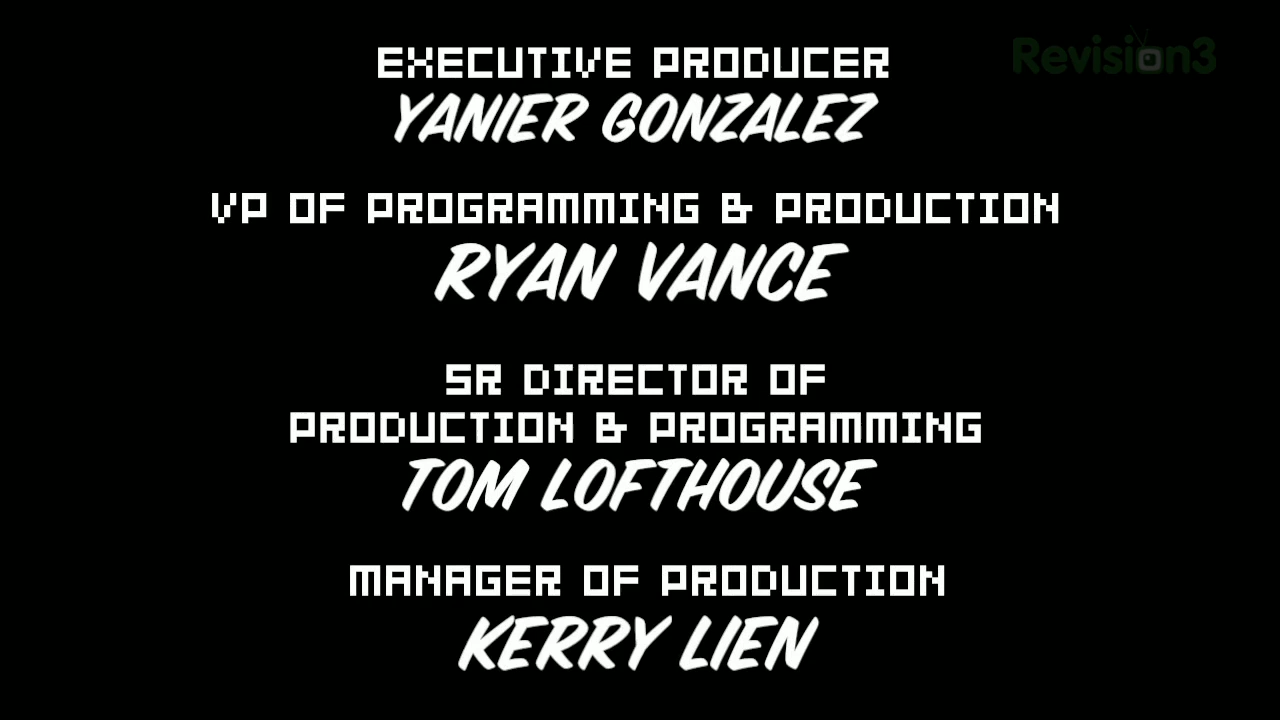 EXECUTIVE PRODUCER
Revision3
YANIER GONZALEZ
VP OF PROGRAMMING & PRODUCTION
RYAN VANCE
SR DIRECTOR OF
PRODUCTION & PROGRAMMING
TOM LOFTHOUSE
MANAGER OF PRODUCTION
KERRY LIEN